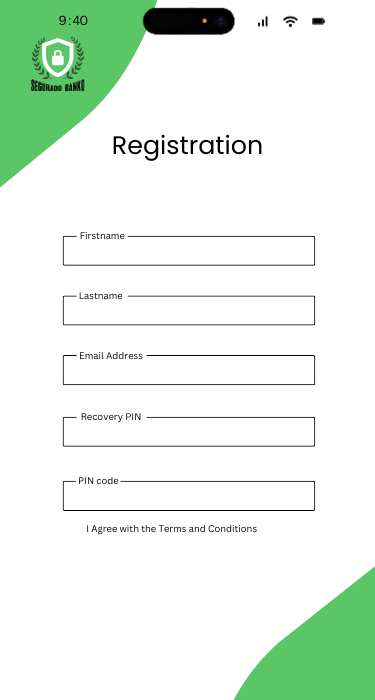 9:40
SEGURADO BANKO
Registration
Firstname
Lastname
Email Address
Recovery PIN
PIN code
I Agree with the Terms and Conditions